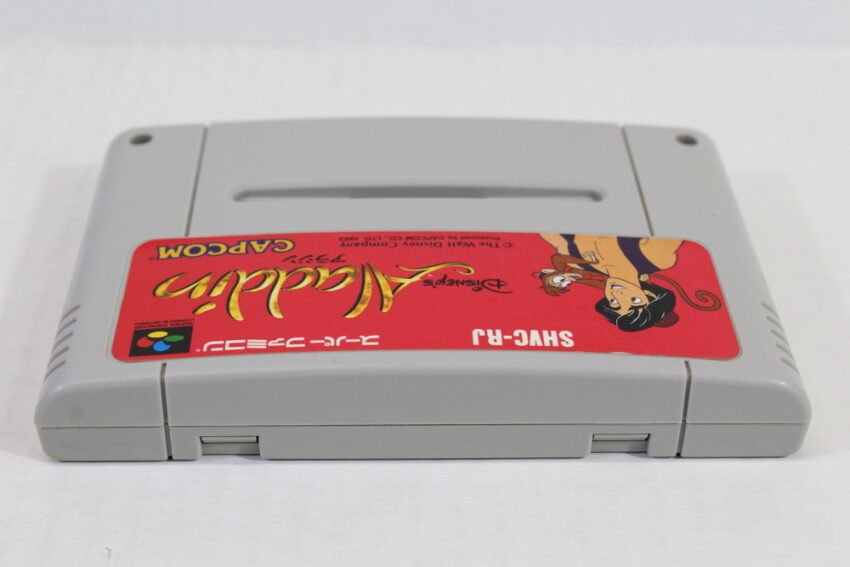 SHVC-RJ
スーパーファミコン
Disney's
Aladdin
アラジン
© The Walt Disney Company
Produced by CAPCOM CO., LTD. 1993
CAPCOM